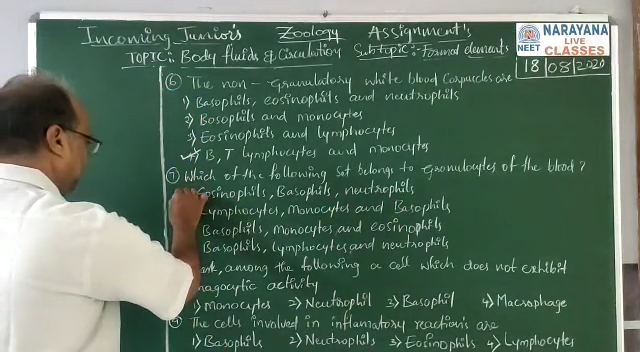 Incoming Junior's Zoology Assignment's
TOPIC:- Body fluids & Circulation Subtopic:- Formed elements
NEET
NARAYANA
LIVE
CLASSES
18 | 08 | 2020
⑥ The non-Granulatory white blood corpuscles are
1) Basophils, eosinophils and neutrophils
2) Bosophils and monocytes
3) Eosinophils and lymphocytes
B, T lymphocytes and monocytes
⑦ Which of the following set belongs to Granulocytes of the blood?
Eosinophils, Basophils, neutrophils
Lymphocytes, Monocytes and Basophils
Basophils, Monocytes and eosinophils
Basophils, Lymphocytes and neutrophils
among the following a cell which does not exhibit
phagocytic activity
1) Monocytes 2) Neutrophil 3) Basophil 4) Macrophage
The cells involved in inflamatory reactions are
1) Basophils 2) Neutrophils 3) Eosinophils 4) Lymphocytes